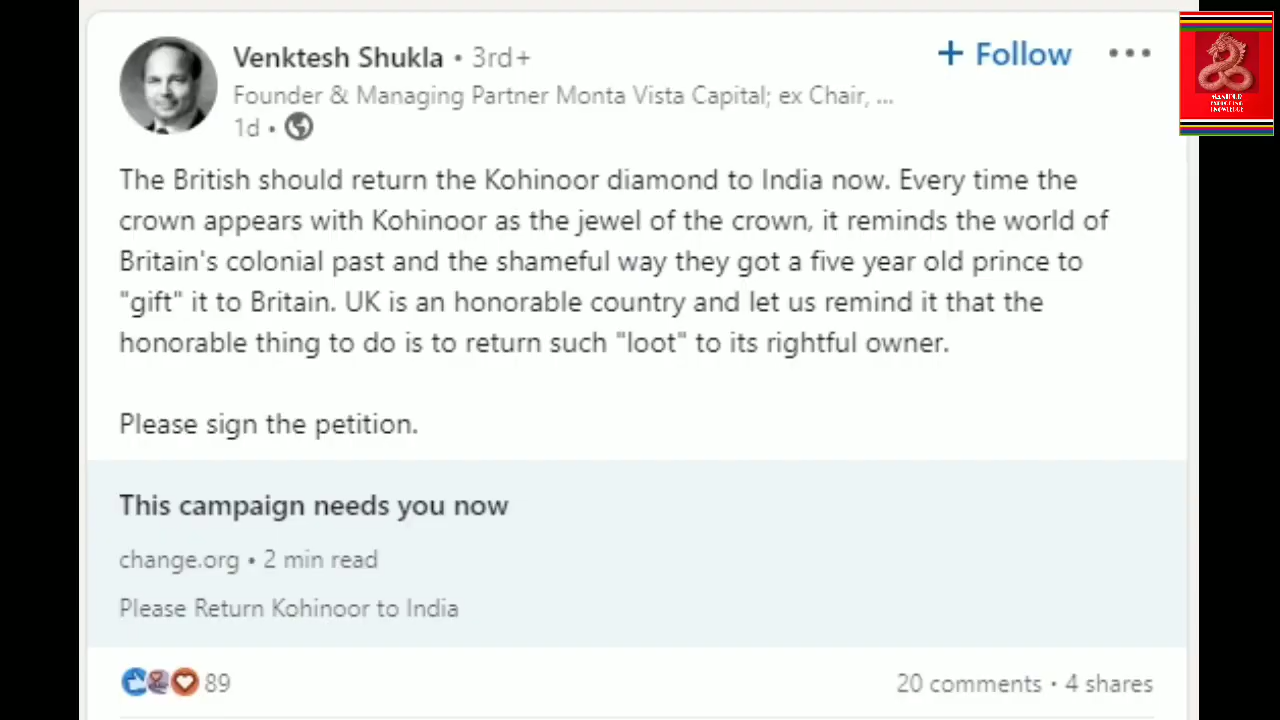 Venktesh Shukla • 3rd+
+ Follow
Founder & Managing Partner Monta Vista Capital; ex Chair, ...
1d •
The British should return the Kohinoor diamond to India now. Every time the
crown appears with Kohinoor as the jewel of the crown, it reminds the world of
Britain's colonial past and the shameful way they got a five year old prince to
"gift" it to Britain. UK is an honorable country and let us remind it that the
honorable thing to do is to return such "loot" to its rightful owner.
Please sign the petition.
This campaign needs you now
change.org • 2 min read
Please Return Kohinoor to India
89
20 comments • 4 shares
MANIPUR
KNOWLEDGE